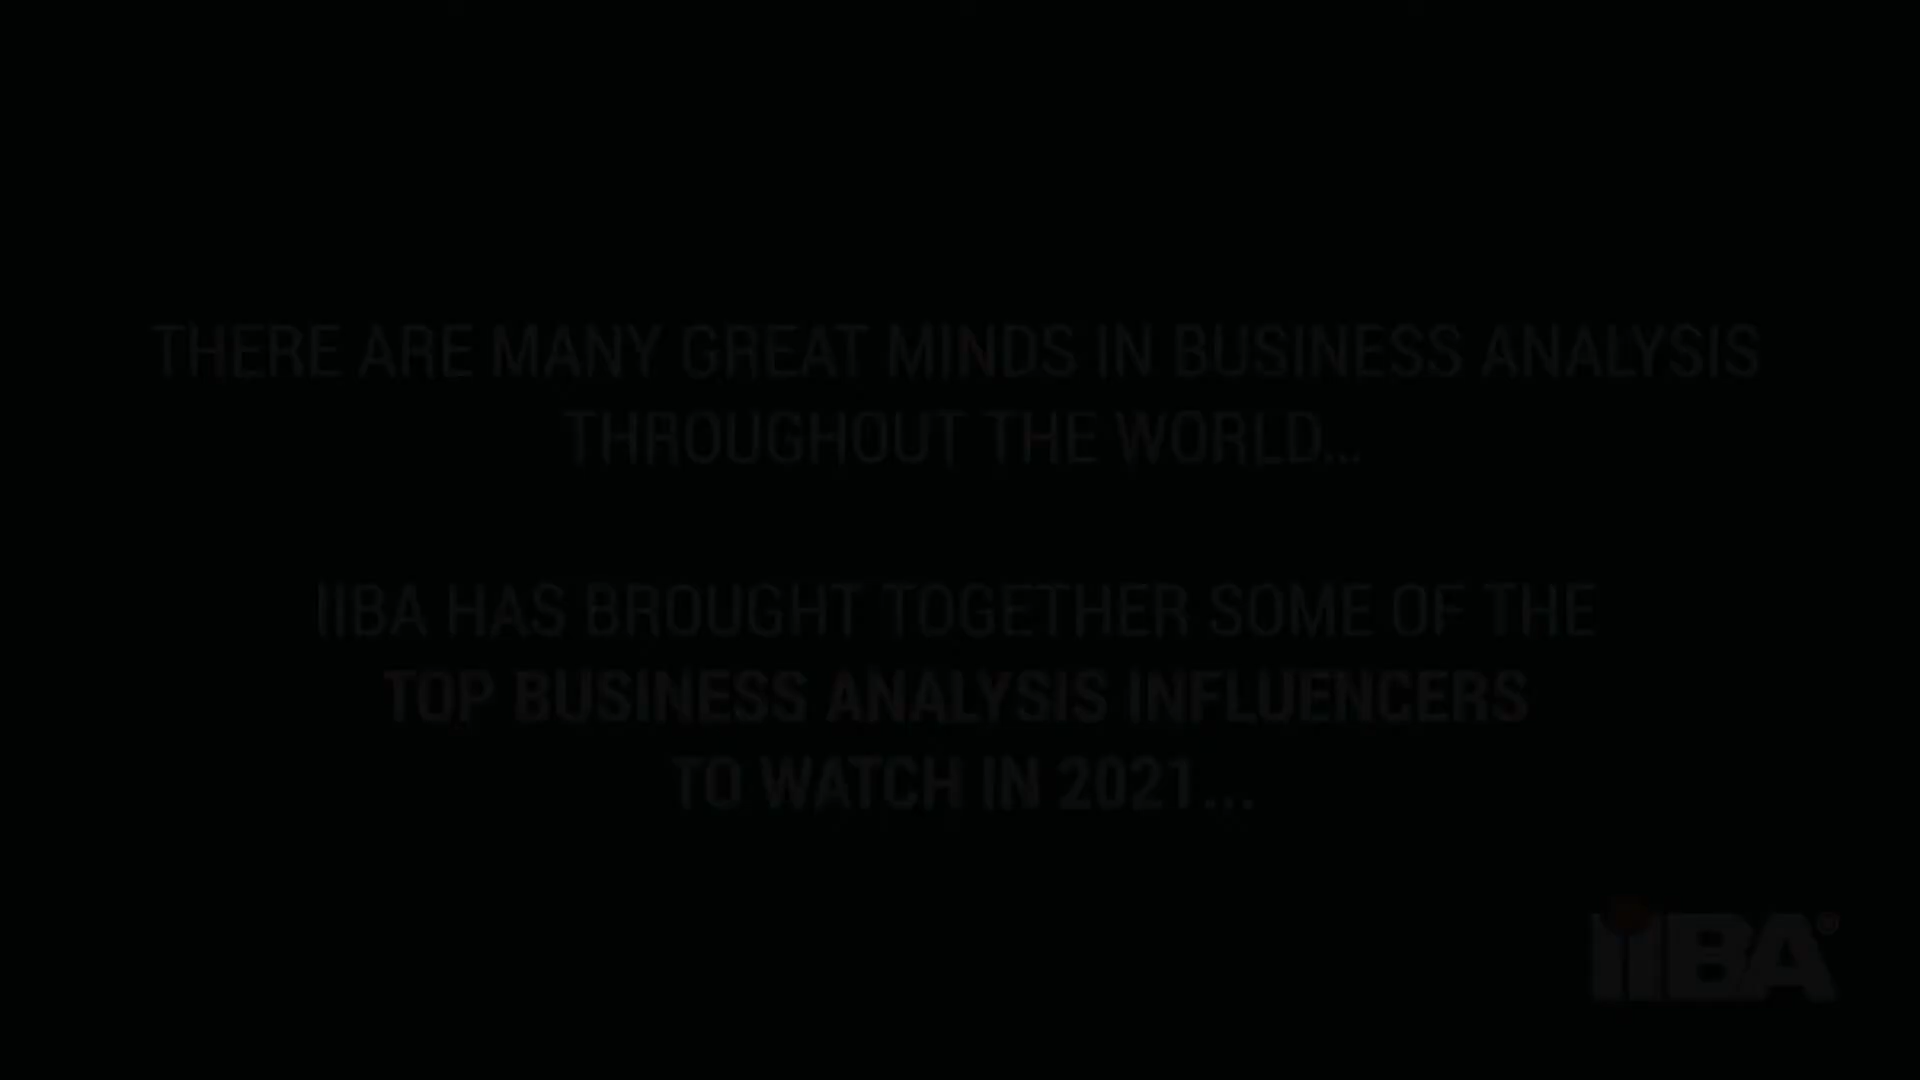 THERE ARE MANY GREAT MINDS IN BUSINESS ANALYSIS
THROUGHOUT THE WORLD...
IIBA HAS BROUGHT TOGETHER SOME OF THE
TOP BUSINESS ANALYSIS INFLUENCERS
TO WATCH IN 2021...
iiBA®